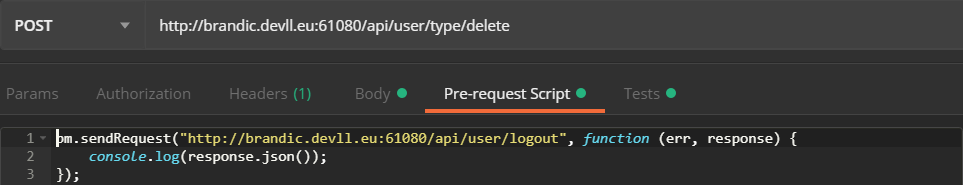 POST http://brandic.devll.eu:61080/api/user/type/delete
Params Authorization Headers (1) Body Pre-request Script Tests
1 pm.sendRequest("http://brandic.devll.eu:61080/api/user/logout", function (err, response) {
2     console.log(response.json());
3 });